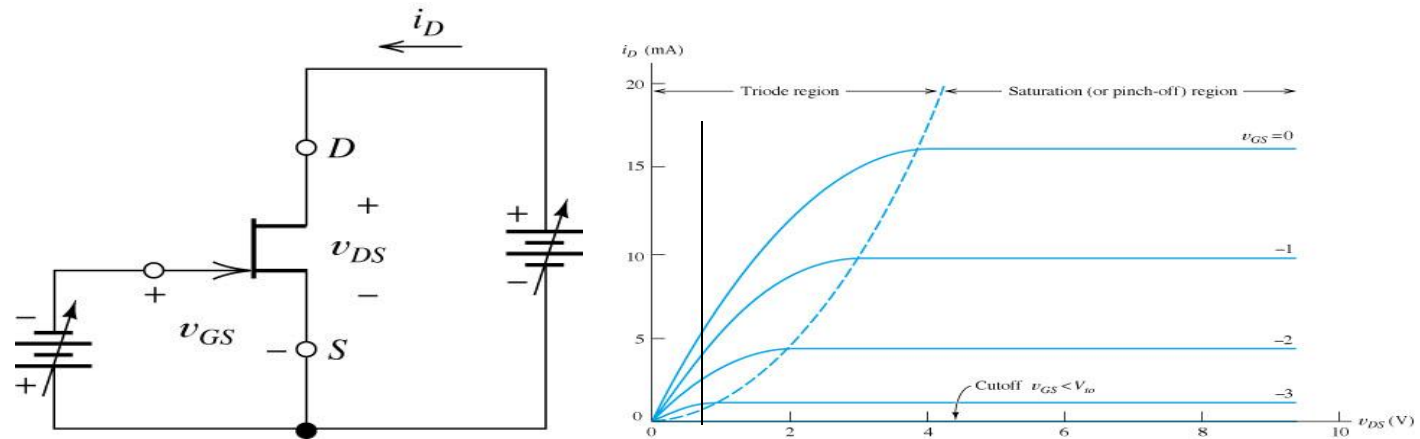 i_D
D
+
v_DS
−
+
−
−
+
+
v_GS
− S
i_D (mA)
20
Triode region
Saturation (or pinch-off) region
v_GS = 0
15
−1
10
5
−2
Cutoff v_GS < V_to
−3
0
0
2
4
6
8
10
v_DS (V)